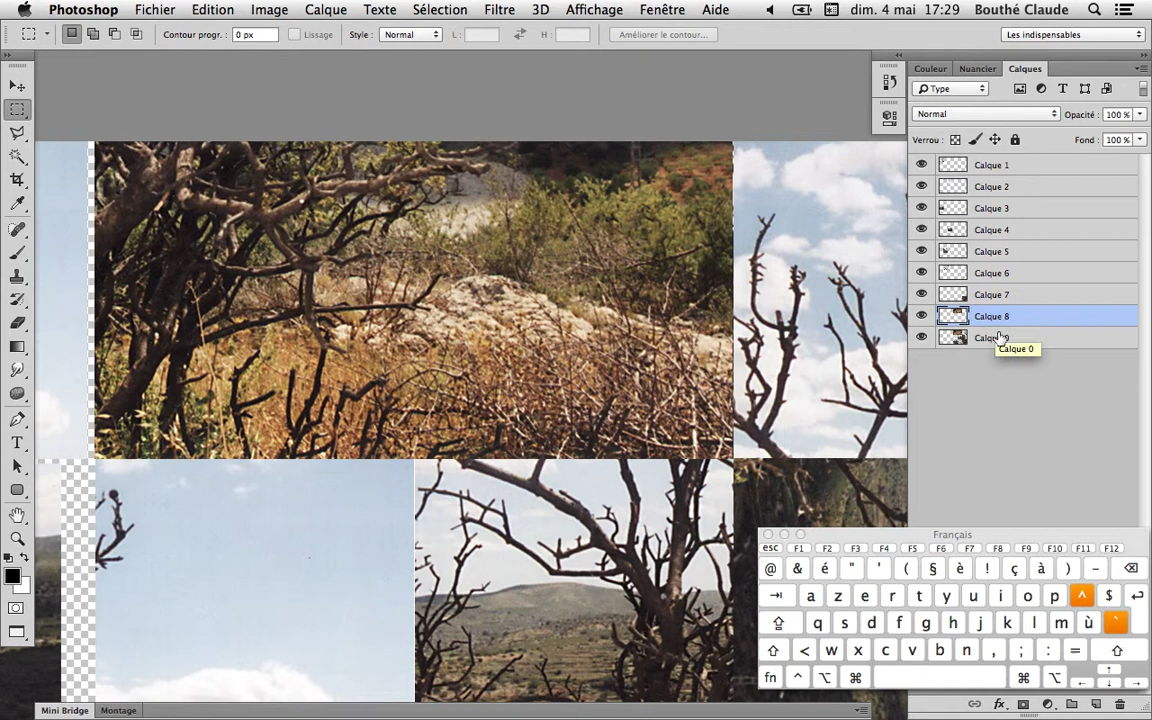 Photoshop Fichier Edition Image Calque Texte Sélection Filtre 3D Affichage Fenêtre Aide dim. 4 mai 17:29 Bouthé Claude
Contour progr. : 0 px Lissage Style : Normal L : H : Améliorer le contour... Les indispensables
Couleur Nuancier Calques
Type
Normal Opacité : 100 %
Verrou : Fond : 100 %
Calque 1
Calque 2
Calque 3
Calque 4
Calque 5
Calque 6
Calque 7
Calque 8
Calque 0
Français
esc F1 F2 F3 F4 F5 F6 F7 F8 F9 F10 F11 F12
@ & é " ' ( § è ! ç à ) -
a z e r t y u i o p ^ $
q s d f g h j k l m ù `
< w x c v b n , ; : =
fn
Mini Bridge Montage